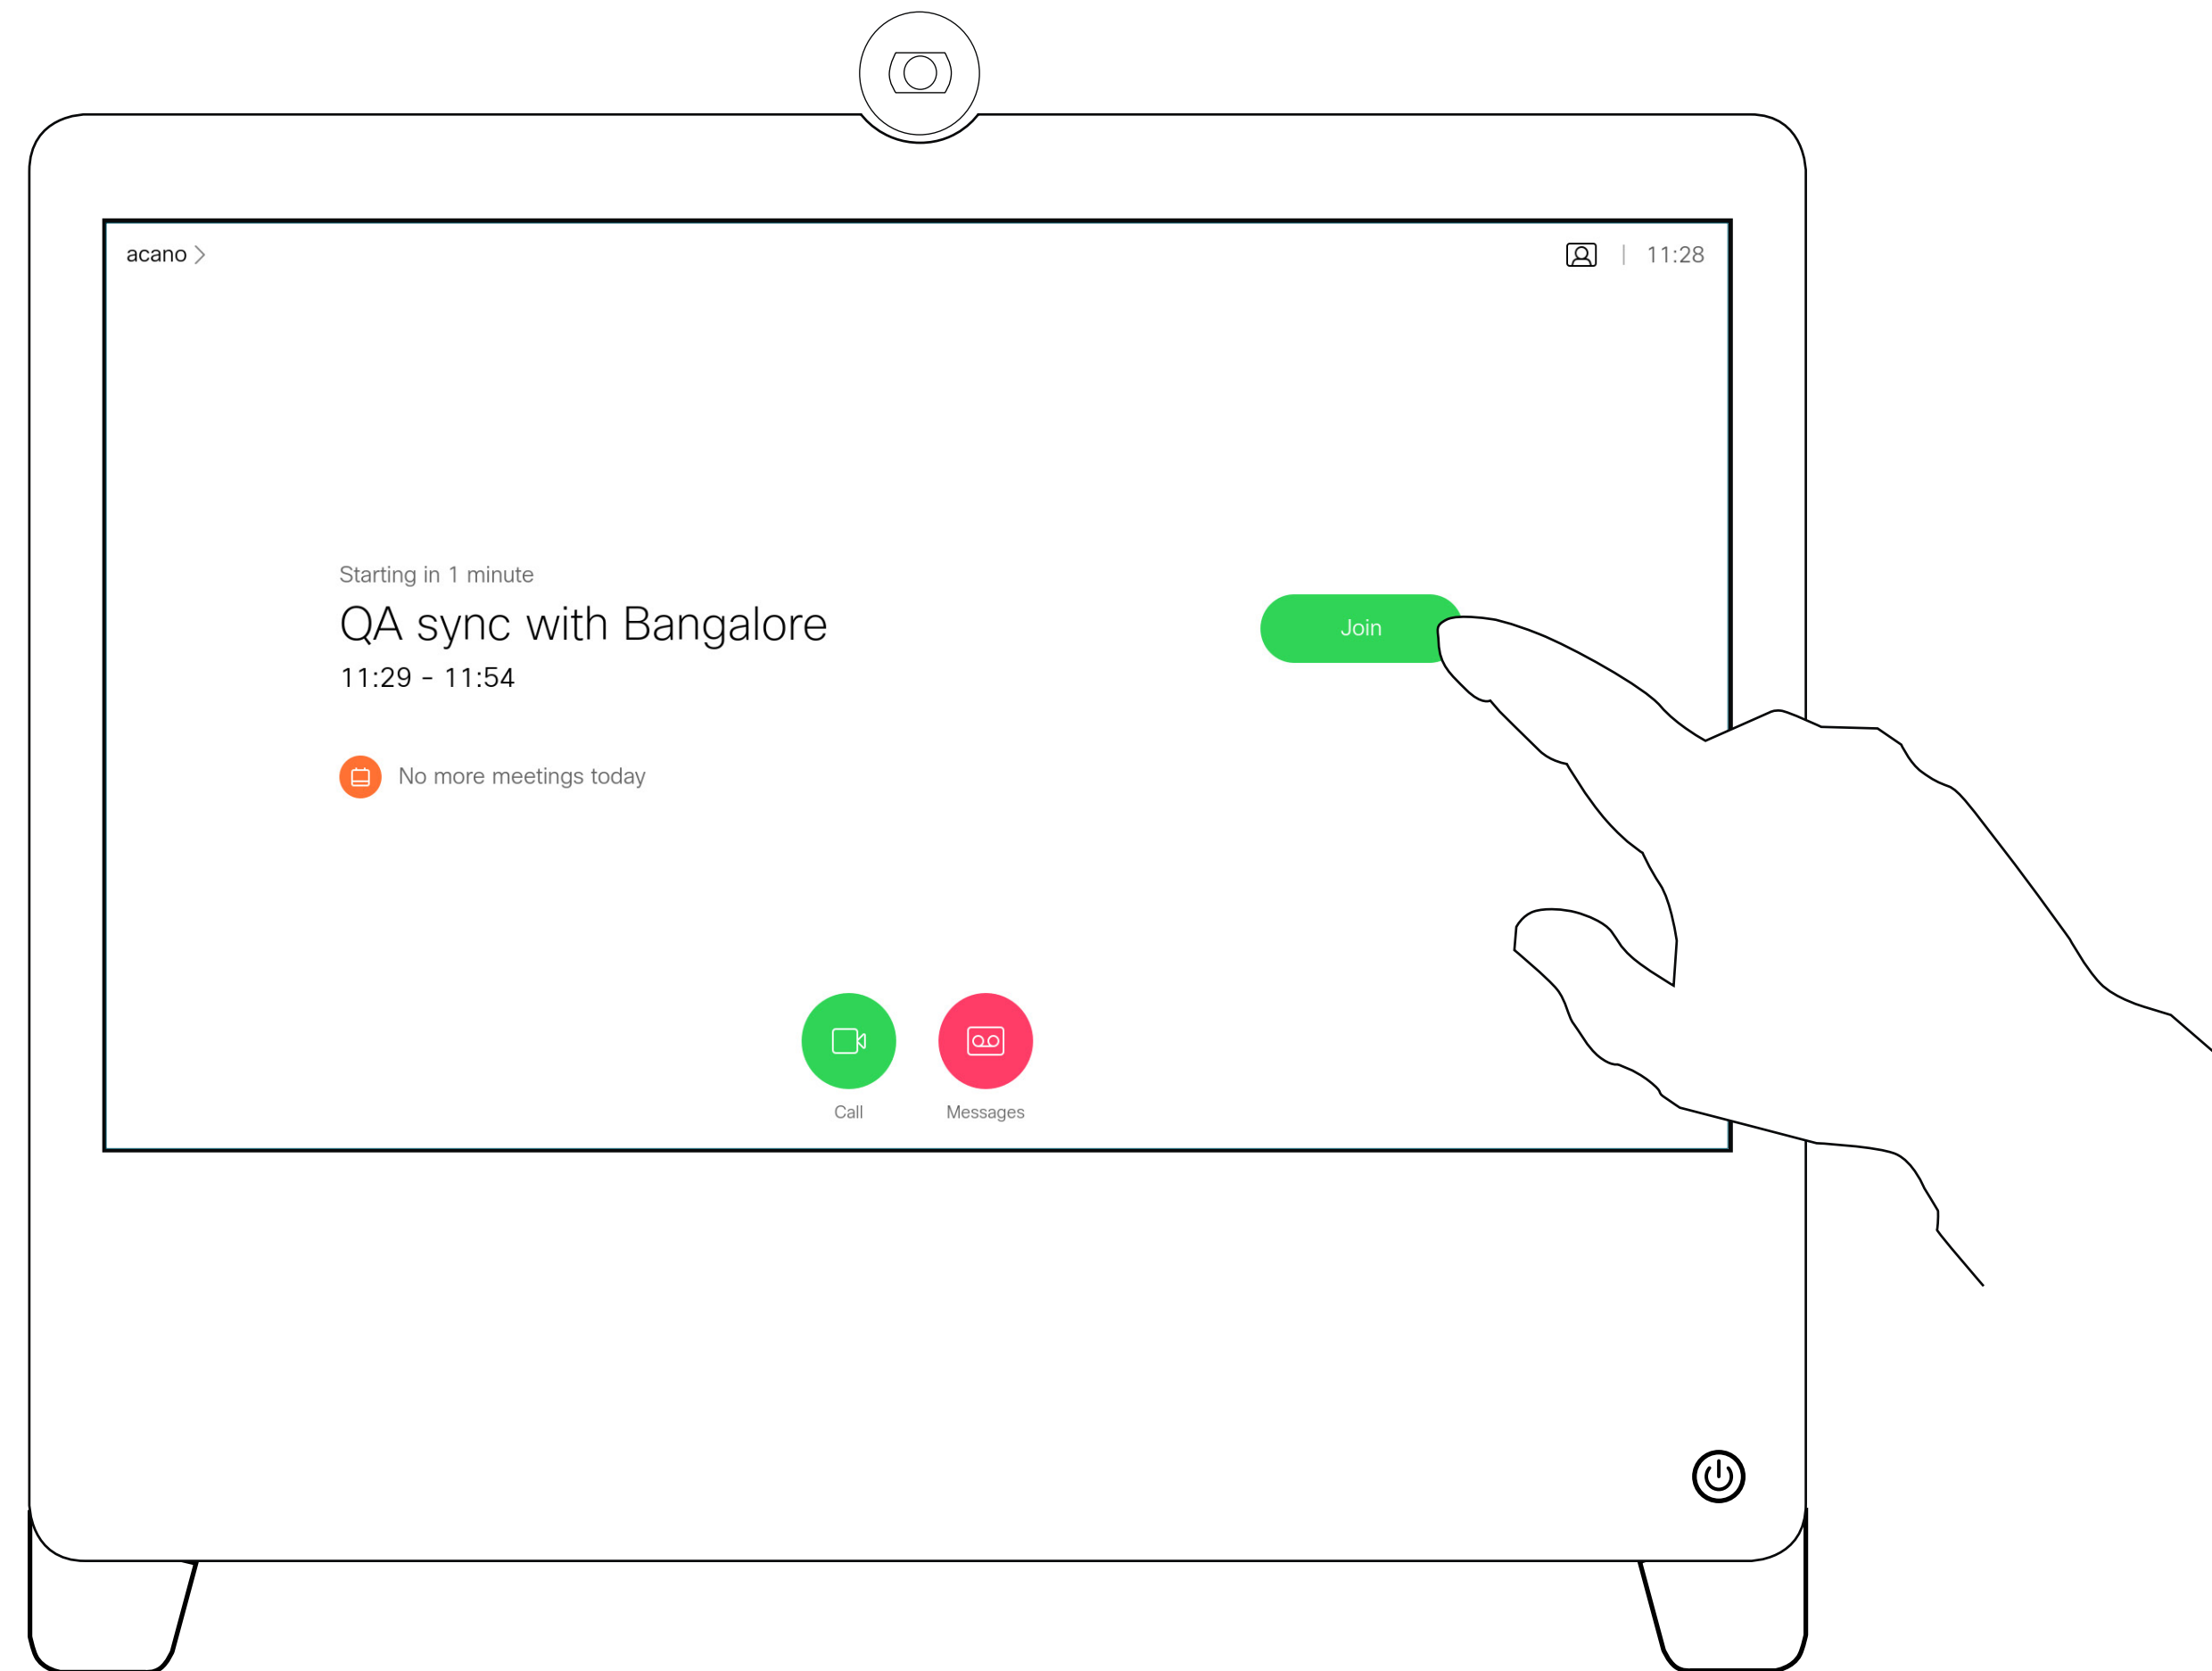 acano
11:28
Starting in 1 minute
QA sync with Bangalore
11:29 - 11:54
Join
No more meetings today
Call
Messages